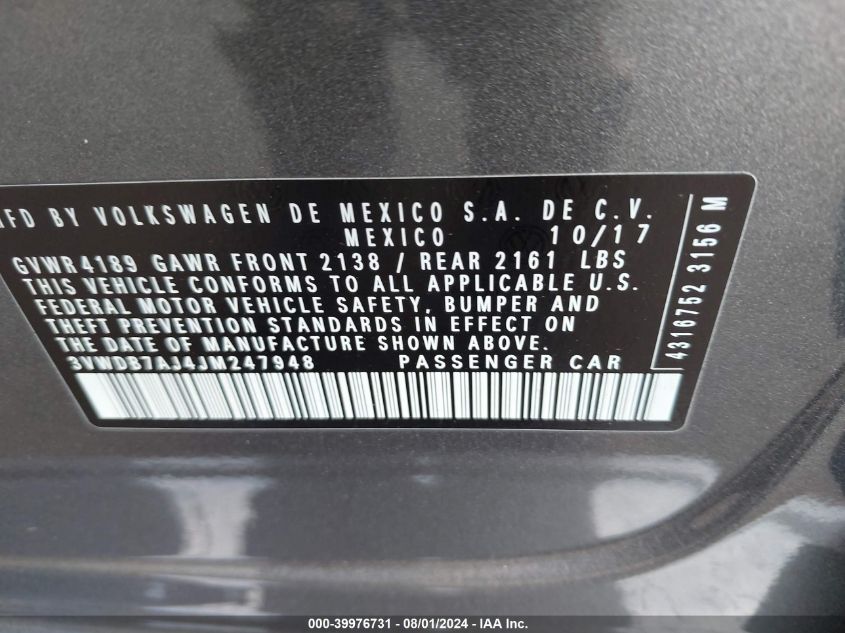 MFD BY VOLKSWAGEN DE MEXICO S.A. DE C.V.
MEXICO 10/17
GVWR4189 GAWR FRONT 2138 / REAR 2161 LBS
THIS VEHICLE CONFORMS TO ALL APPLICABLE U.S.
FEDERAL MOTOR VEHICLE SAFETY, BUMPER AND
THEFT PREVENTION STANDARDS IN EFFECT ON
THE DATE OF MANUFACTURE SHOWN ABOVE.
3VWDB7AJ4JM247948 PASSENGER CAR
4316752 3156 M
000-39976731 - 08/01/2024 - IAA Inc.